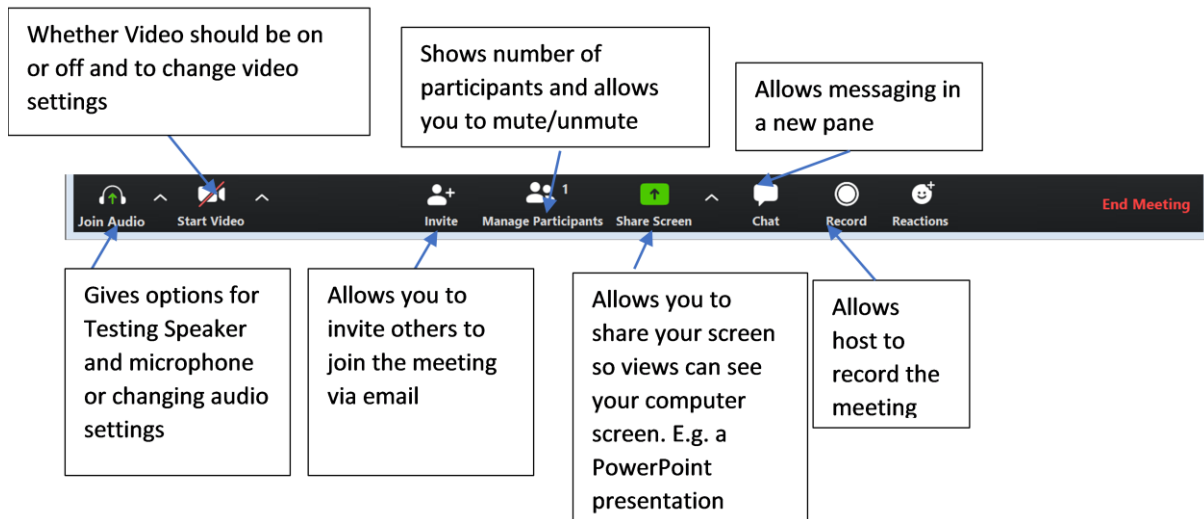 Whether Video should be on
or off and to change video
settings
Shows number of
participants and allows
you to mute/unmute
Allows messaging in
a new pane
Join Audio
Start Video
Invite
1
Manage Participants
Share Screen
Chat
Record
Reactions
End Meeting
Gives options for
Testing Speaker
and microphone
or changing audio
settings
Allows you to
invite others to
join the meeting
via email
Allows you to
share your screen
so views can see
your computer
screen. E.g. a
PowerPoint
presentation
Allows
host to
record the
meeting